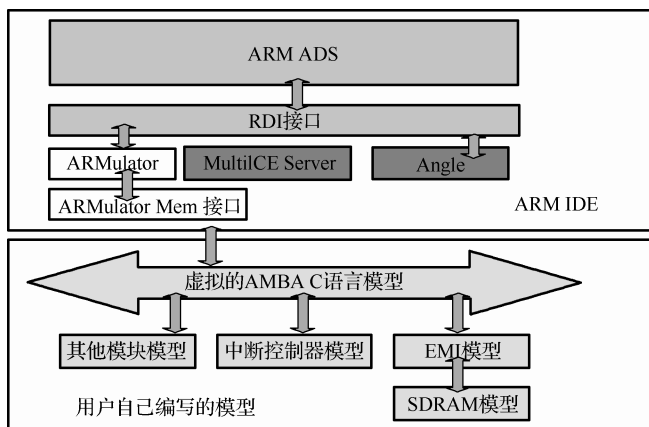 ARM ADS
RDI接口
ARMulator
MultiICE Server
Angle
ARMulator Mem 接口
ARM IDE
虚拟的AMBA C语言模型
其他模块模型
中断控制器模型
EMI模型
SDRAM模型
用户自己编写的模型